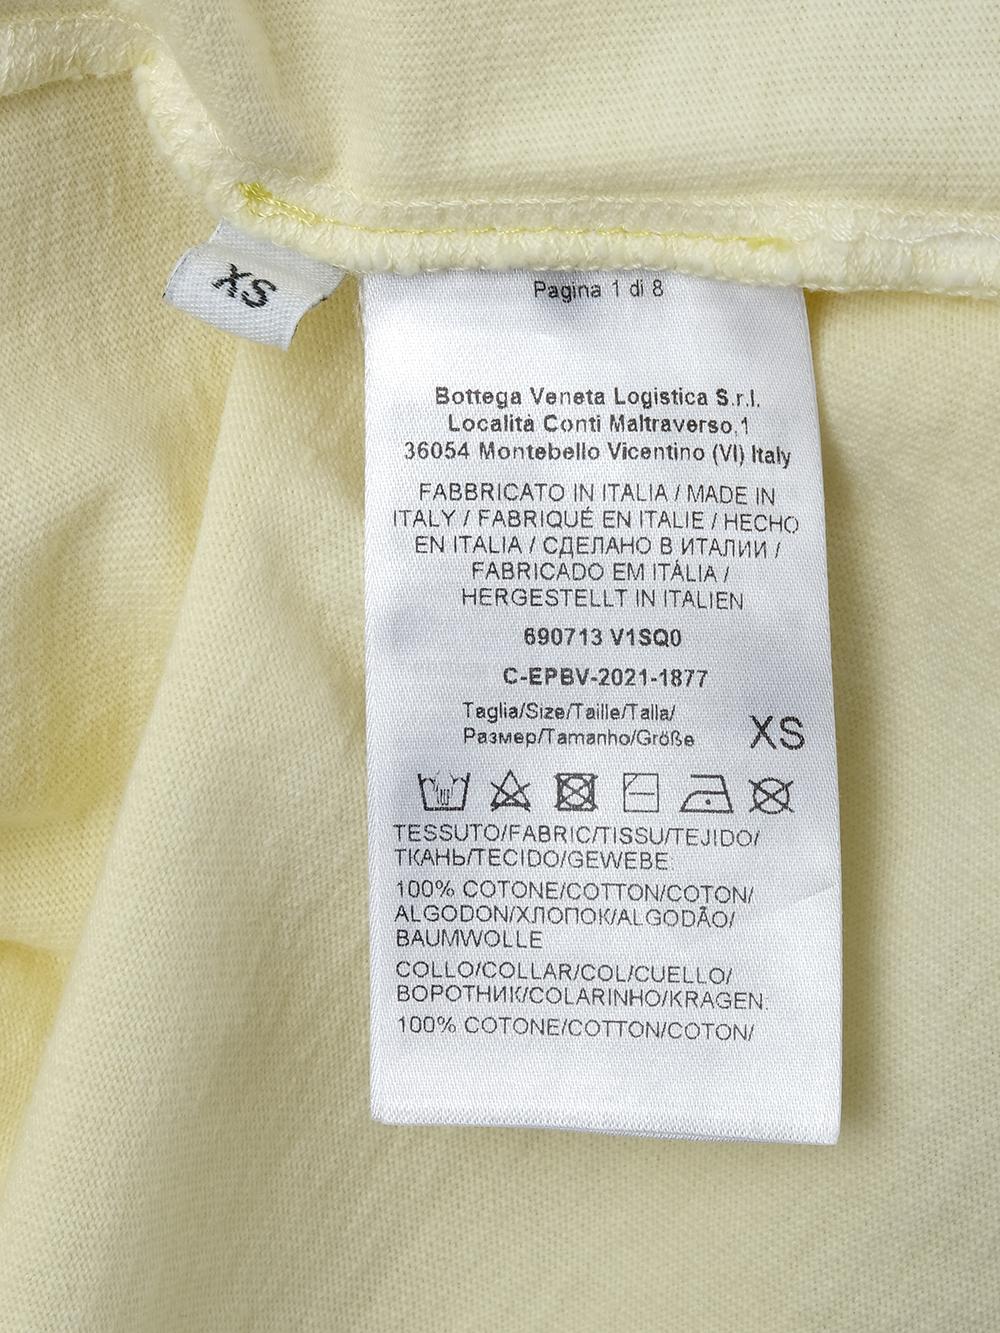 XS
Pagina 1 di 8
Bottega Veneta Logistica S.r.l.
Località Conti Maltraverso,1
36054 Montebello Vicentino (VI) Italy
FABBRICATO IN ITALIA / MADE IN
ITALY / FABRIQUÉ EN ITALIE / HECHO
EN ITALIA / СДЕЛАНО В ИТАЛИИ /
FABRICADO EM ITÁLIA /
HERGESTELLT IN ITALIEN
690713 V1SQ0
C-EPBV-2021-1877
Taglia/Size/Taille/Talla/
Размер/Tamanho/Größe
XS
TESSUTO/FABRIC/TISSU/TEJIDO/
ТКАНЬ/TECIDO/GEWEBE:
100% COTONE/COTTON/COTON/
ALGODON/ХЛОПОК/ALGODÃO/
BAUMWOLLE
COLLO/COLLAR/COL/CUELLO/
ВОРОТНИК/COLARINHO/KRAGEN:
100% COTONE/COTTON/COTON/